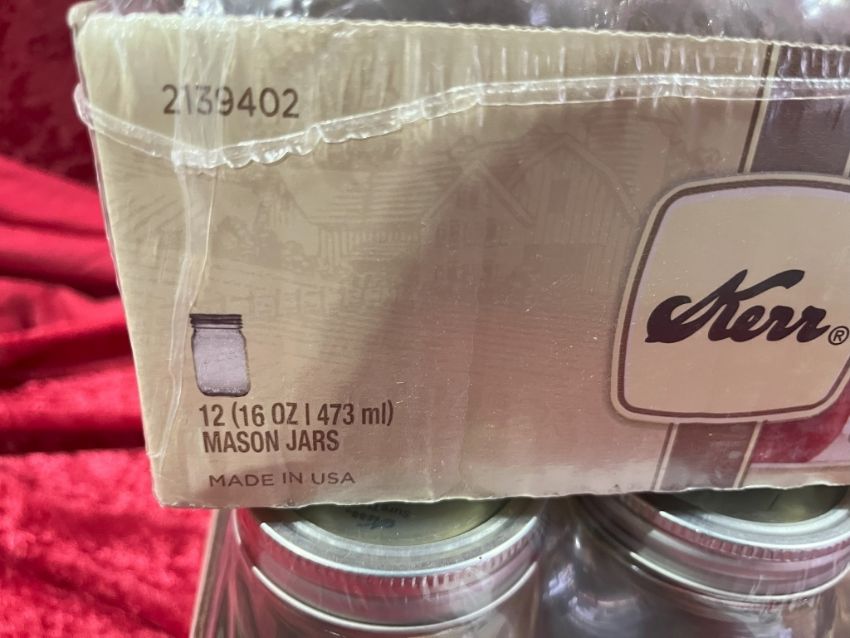 2139402
Kerr®
12 (16 OZ | 473 ml)
MASON JARS
MADE IN USA